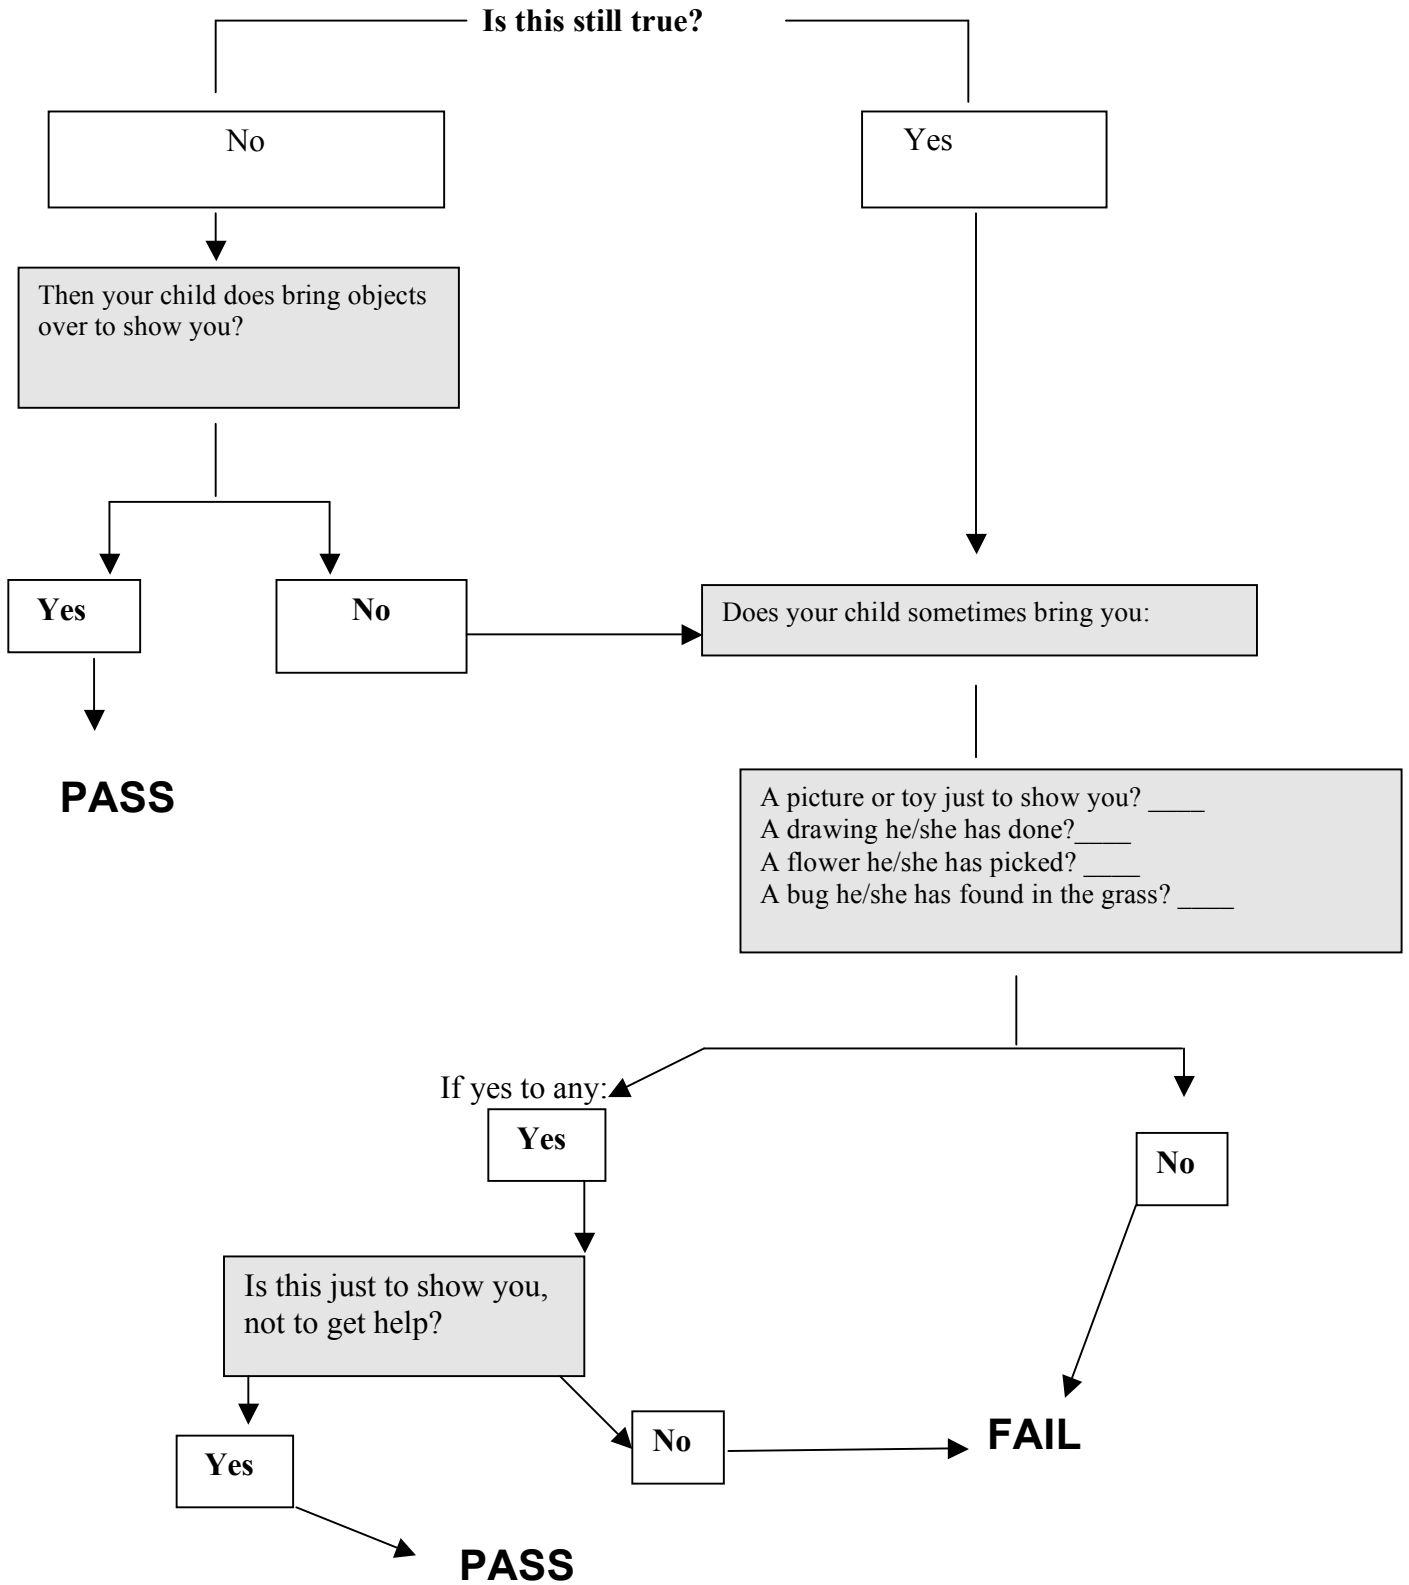 Is this still true?
No
Yes
Then your child does bring objects
over to show you?
Yes
No
Does your child sometimes bring you:
PASS
A picture or toy just to show you? ____
A drawing he/she has done?____
A flower he/she has picked? ____
A bug he/she has found in the grass? ____
If yes to any:
Yes
No
Is this just to show you,
not to get help?
No
FAIL
Yes
PASS